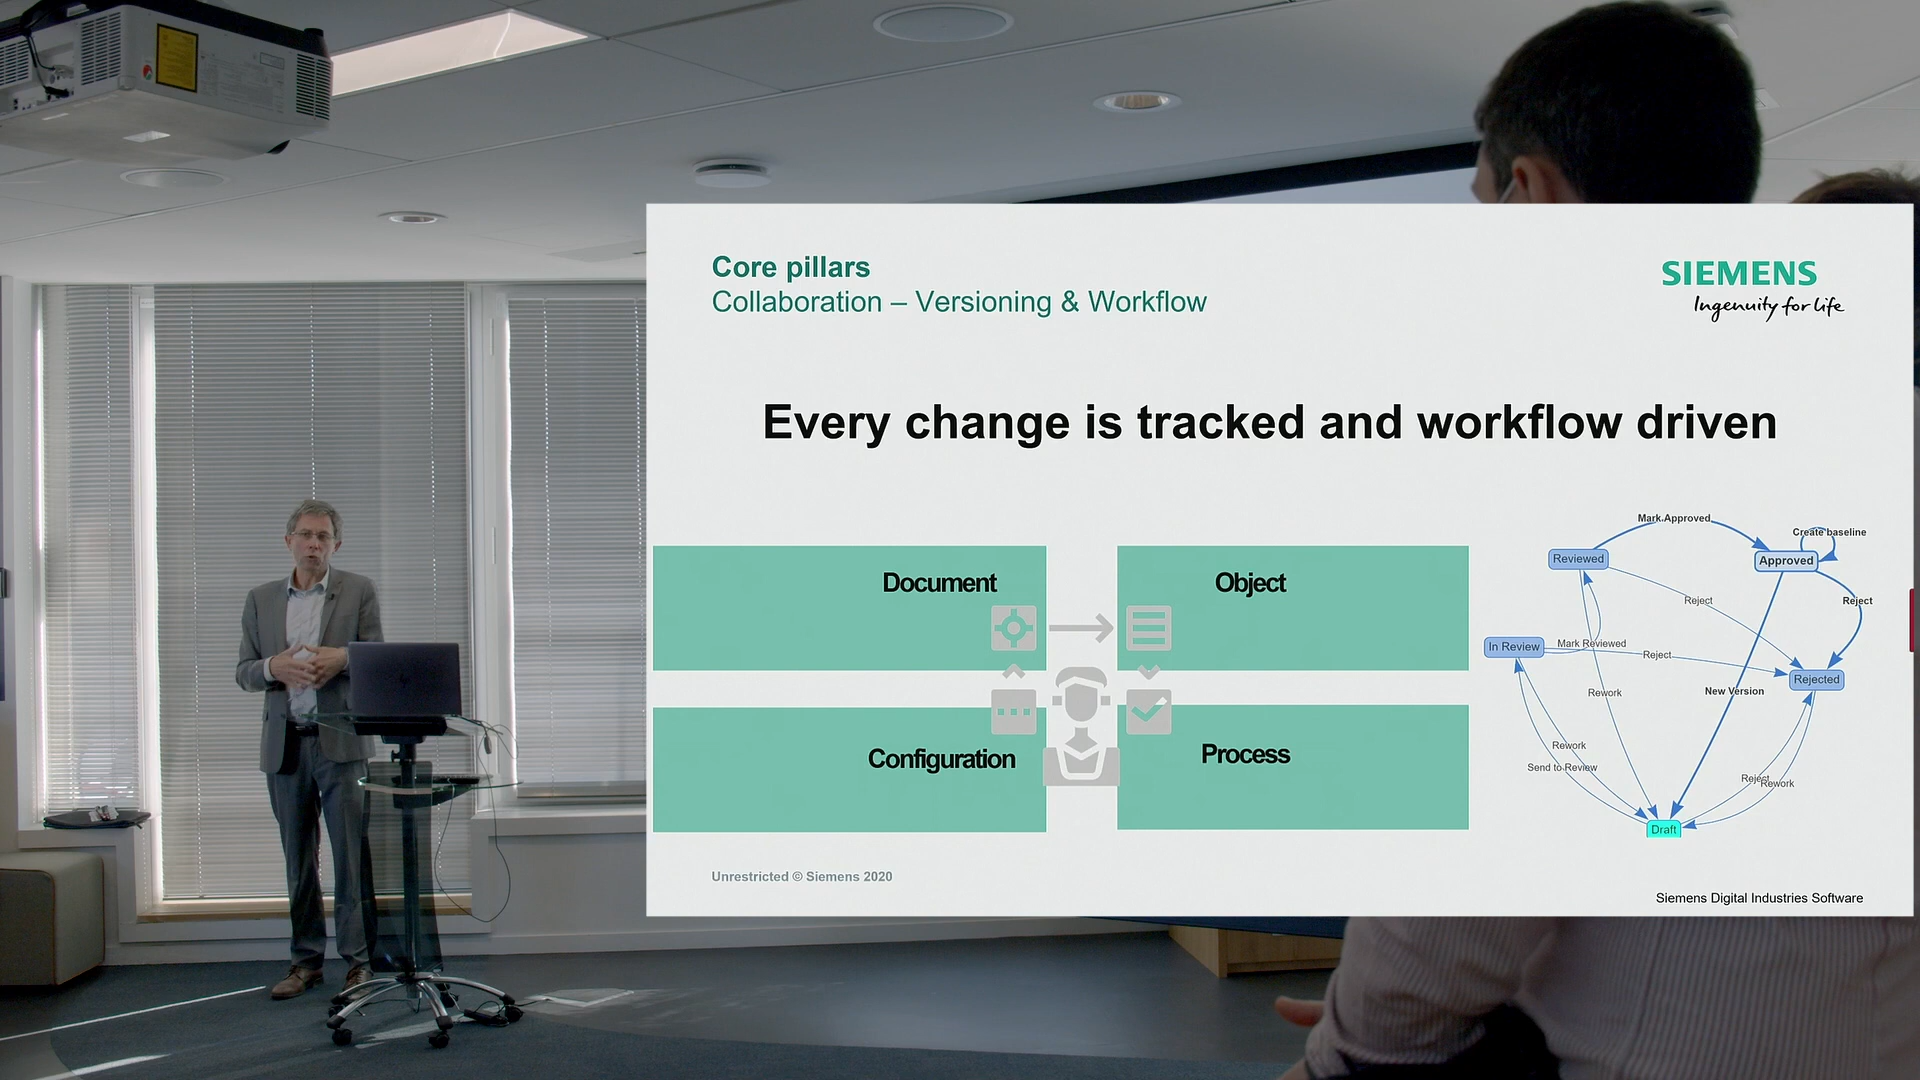 Core pillars
Collaboration – Versioning & Workflow
SIEMENS
Ingenuity for life
Every change is tracked and workflow driven
Document
Object
Configuration
Process
Mark Approved
Create baseline
Reviewed
Approved
Reject
Reject
In Review
Mark Reviewed
Reject
Rejected
Rework
New Version
Rework
Send to Review
Reject
Rework
Draft
Unrestricted © Siemens 2020
Siemens Digital Industries Software